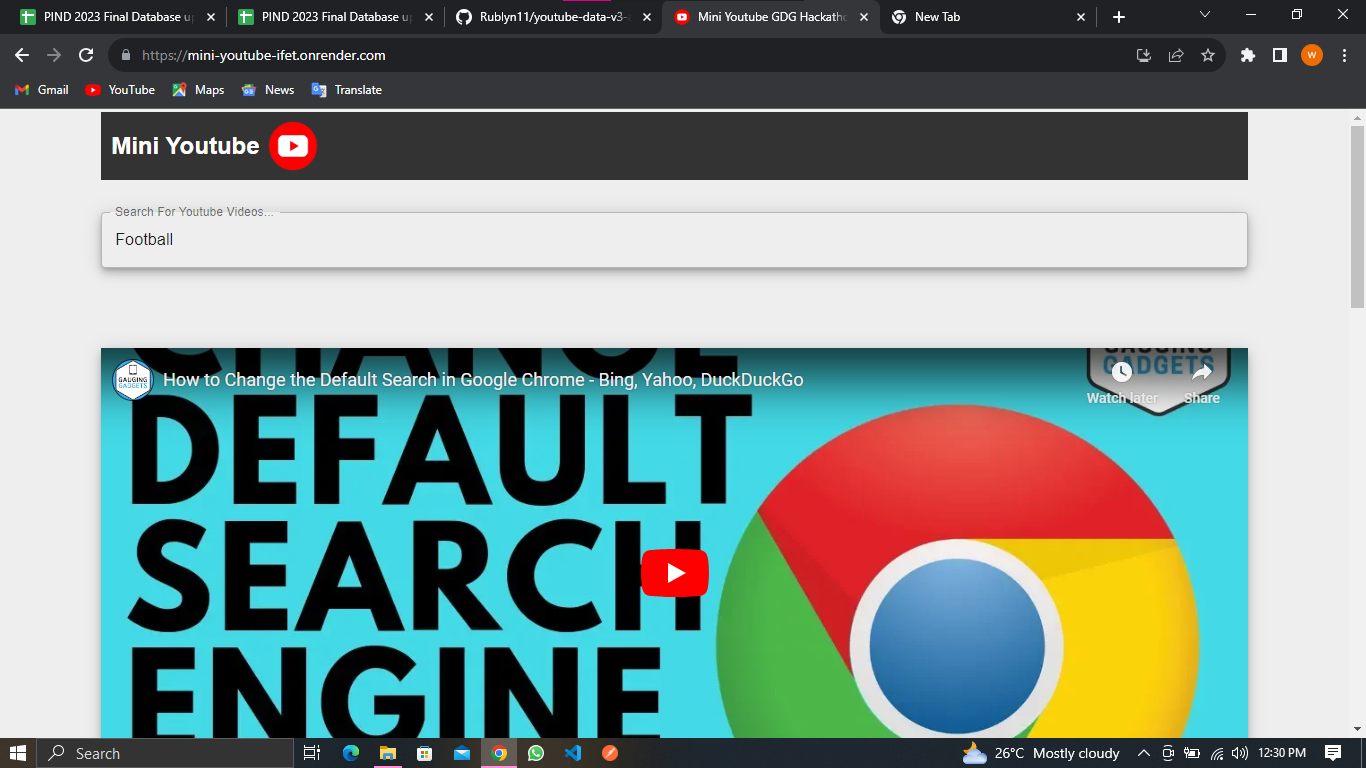 PIND 2023 Final Database u
PIND 2023 Final Database u
Rublyn11/youtube-data-v3-
Mini Youtube GDG Hackath
New Tab
https://mini-youtube-ifet.onrender.com
W
Gmail
YouTube
Maps
News
Translate
Mini Youtube
Search For Youtube Videos...
Football
CHANGE
GAUGING
GADGETS
How to Change the Default Search in Google Chrome - Bing, Yahoo, DuckDuckGo
GAUGING
GADGETS
Watch later
Share
DEFAULT
SEARCH
ENGINE
Search
26°C Mostly cloudy
12:30 PM